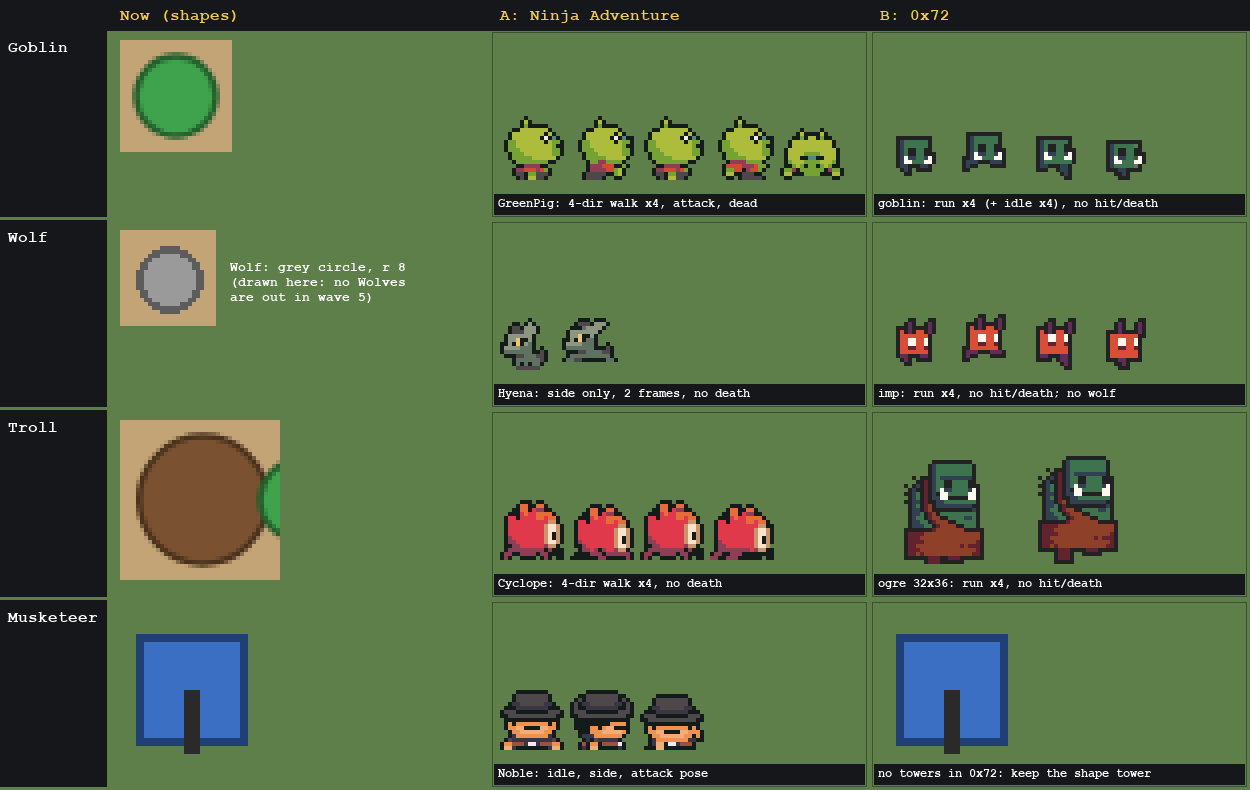 Now (shapes)
A: Ninja Adventure
B: 0x72
Goblin
GreenPig: 4-dir walk x4, attack, dead
goblin: run x4 (+ idle x4), no hit/death
Wolf
Wolf: grey circle, r 8
(drawn here: no Wolves
are out in wave 5)
Hyena: side only, 2 frames, no death
imp: run x4, no hit/death; no wolf
Troll
Cyclope: 4-dir walk x4, no death
ogre 32x36: run x4, no hit/death
Musketeer
Noble: idle, side, attack pose
no towers in 0x72: keep the shape tower